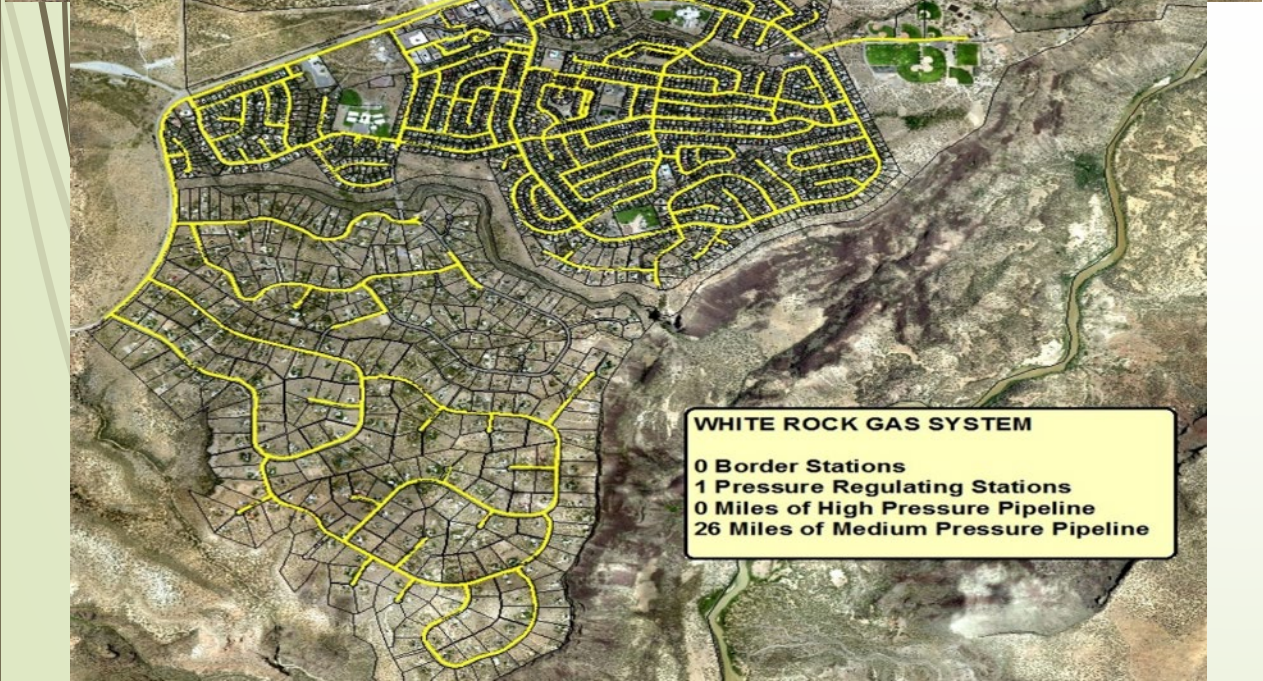 WHITE ROCK GAS SYSTEM
0 Border Stations
1 Pressure Regulating Stations
0 Miles of High Pressure Pipeline
26 Miles of Medium Pressure Pipeline